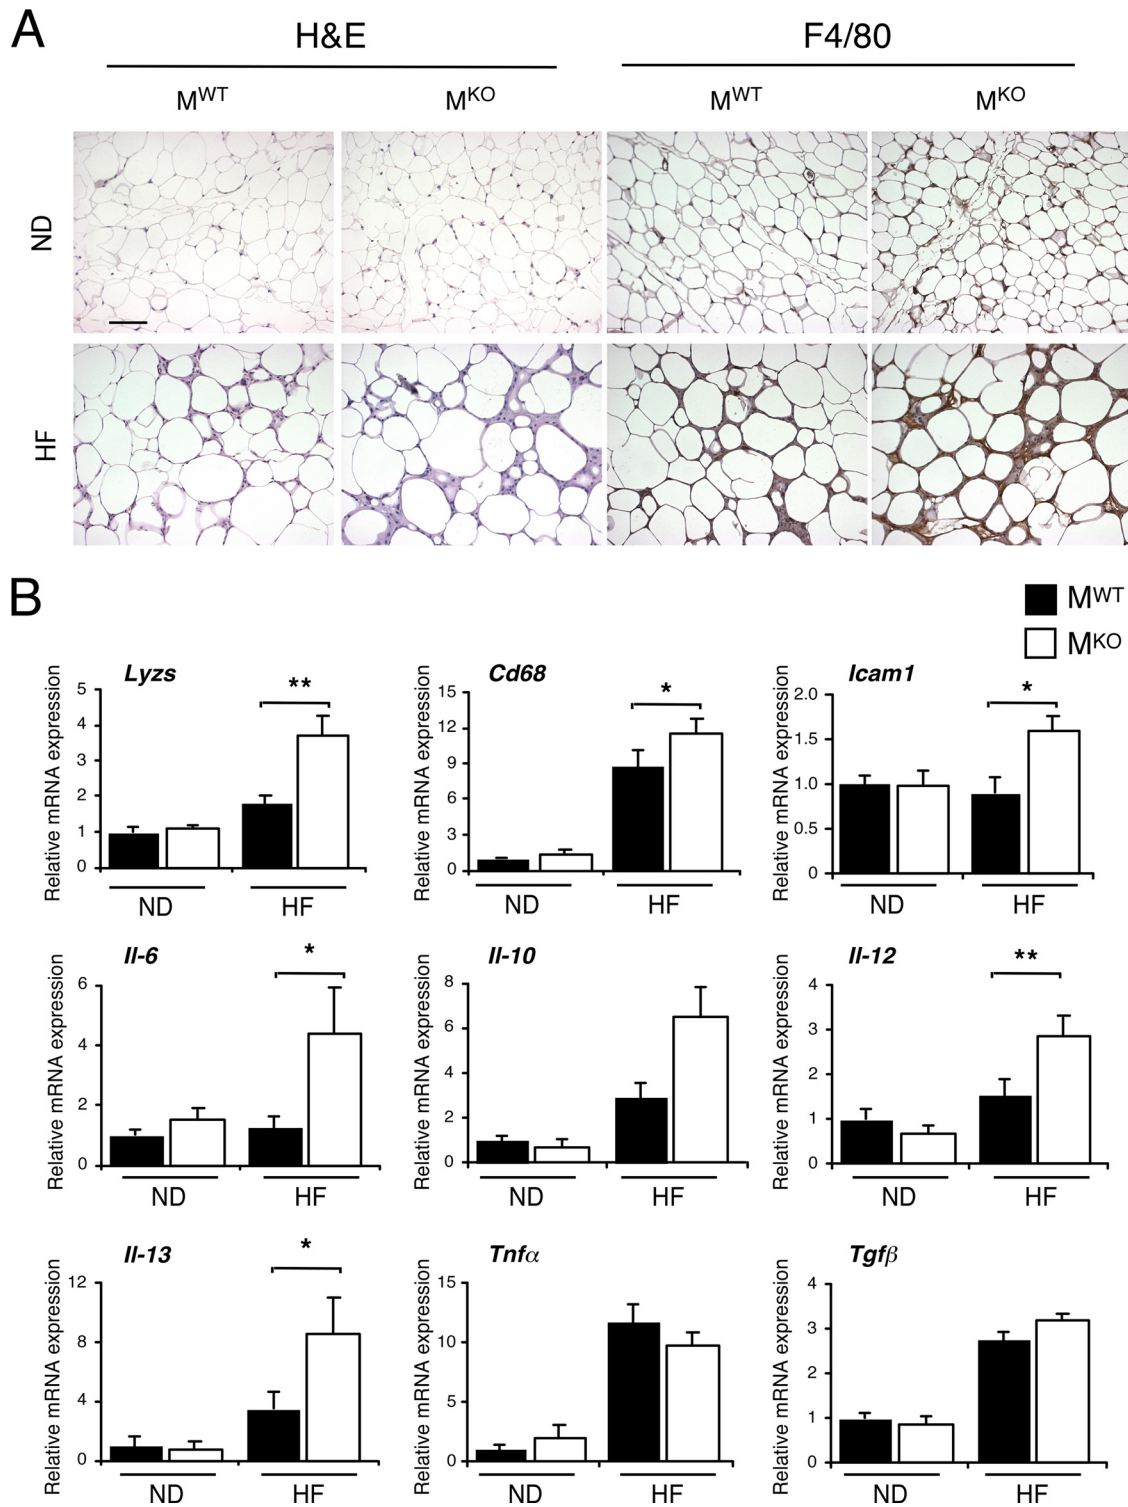 A
H&E
F4/80
M^WT
M^KO
M^WT
M^KO
ND
HF
B
M^WT
M^KO
Lyzs
**
Relative mRNA expression
5
4
3
2
1
0
ND
HF
Cd68
*
Relative mRNA expression
15
12
9
6
3
0
ND
HF
Icam1
*
Relative mRNA expression
2.0
1.5
1.0
0.5
0
ND
HF
Il-6
*
Relative mRNA expression
6
4
2
0
ND
HF
Il-10
Relative mRNA expression
8
6
4
2
0
ND
HF
Il-12
**
Relative mRNA expression
4
3
2
1
0
ND
HF
Il-13
*
Relative mRNA expression
12
8
4
0
ND
HF
Tnfα
Relative mRNA expression
15
10
5
0
ND
HF
Tgfβ
Relative mRNA expression
4
3
2
1
0
ND
HF